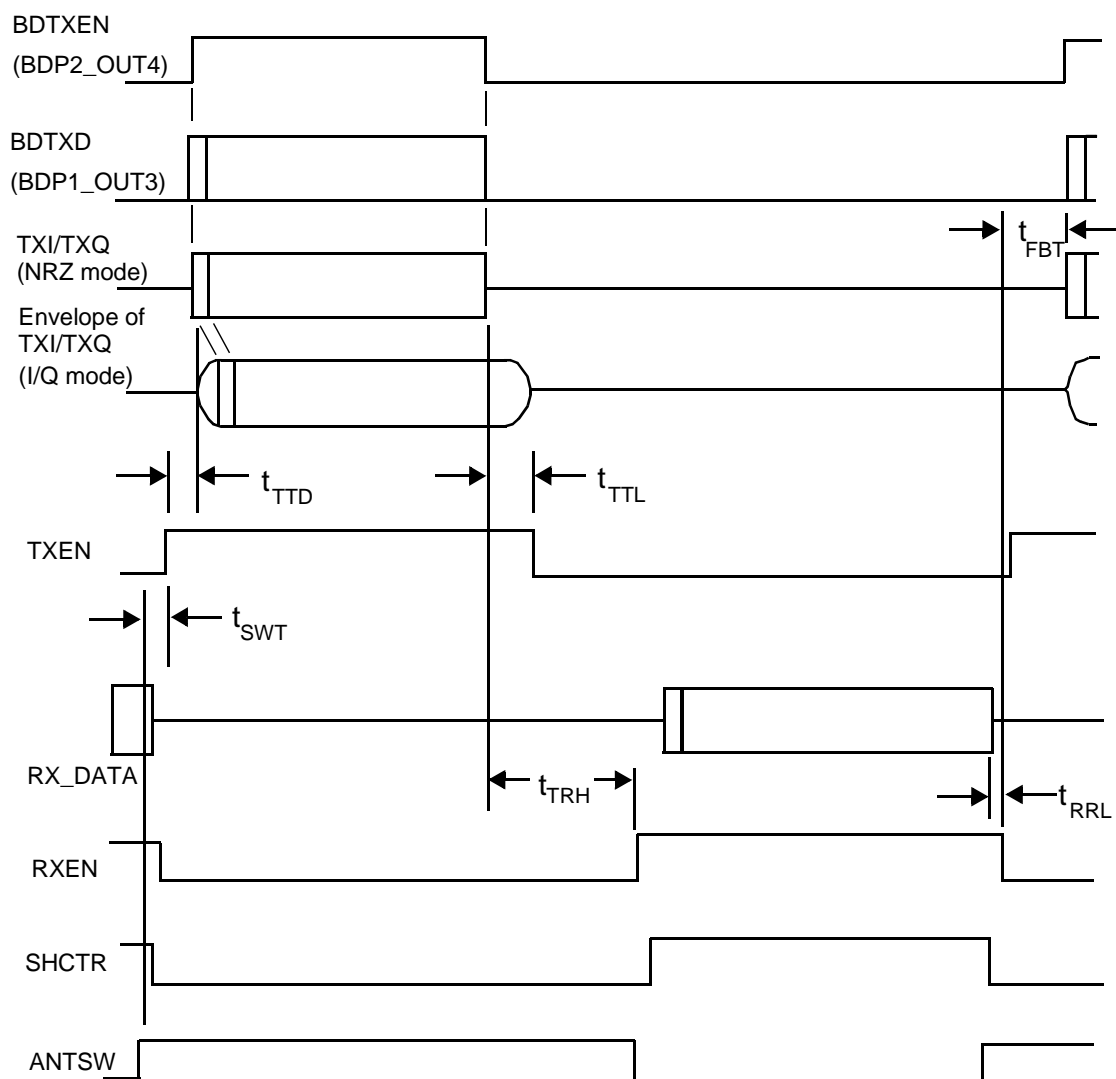 BDTXEN
(BDP2_OUT4)
BDTXD
(BDP1_OUT3)
tFBT
TXI/TXQ
(NRZ mode)
Envelope of
TXI/TXQ
(I/Q mode)
tTTD
tTTL
TXEN
tSWT
RX_DATA
tTRH
tRRL
RXEN
SHCTR
ANTSW